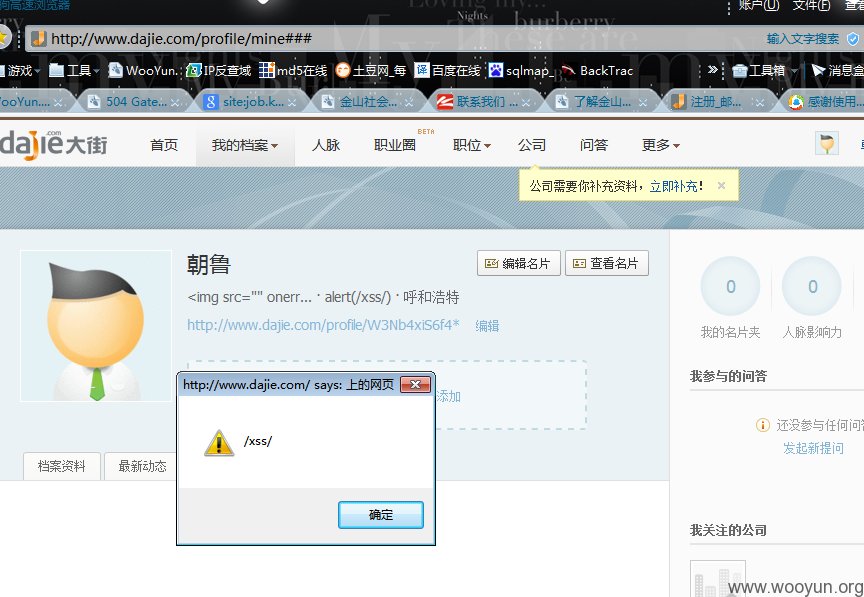 狗高速浏览器
账户(U) 文件(F) 查看
Loving my...
Nights
burberry
http://www.dajie.com/profile/mine###
输入文字搜索
游戏 工具 WooYun. IP反查域 md5在线 土豆网_每 百度在线 sqlmap_ BackTrac » 工具箱 消息盒
WooYun.... 504 Gate... site:job.k... 金山社会... 联系我们 ... 了解金山... 注册_邮... 感谢使用
dajie.com大街 首页 我的档案 人脉 职业圈 BETA 职位 公司 问答 更多
公司需要你补充资料，立即补充！ ×
朝鲁
编辑名片 查看名片
<img src="" onerr... · alert(/xss/) · 呼和浩特
http://www.dajie.com/profile/W3Nb4xiS6f4* 编辑
0 0
我的名片夹 人脉影响力
添加
http://www.dajie.com/ says: 上的网页
/xss/
确定
档案资料 最新动态
我参与的问答
还没参与任何问答
发起新提问
我关注的公司
www.wooyun.org